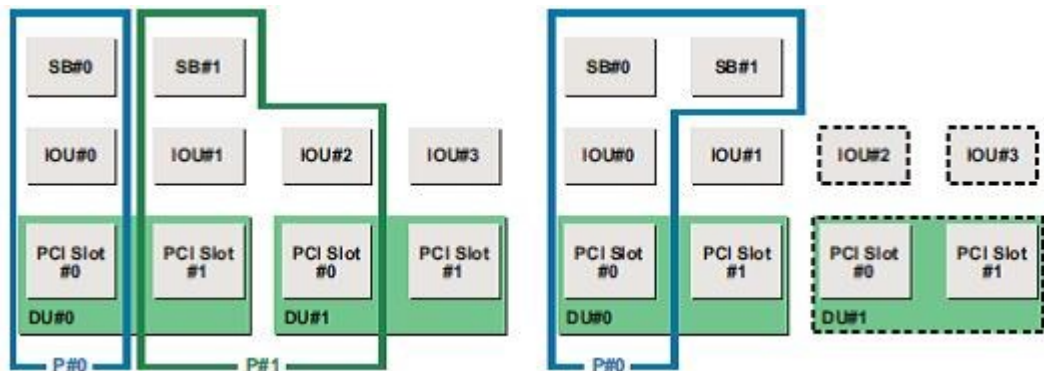 SB#0 SB#1 SB#0 SB#1
IOU#0 IOU#1 IOU#2 IOU#3 IOU#0 IOU#1 IOU#2 IOU#3
PCI Slot PCI Slot PCI Slot PCI Slot PCI Slot PCI Slot PCI Slot PCI Slot
#0 #1 #0 #1 #0 #1 #0 #1
DU#0 DU#1 DU#0 DU#1
P#0 P#1 P#0